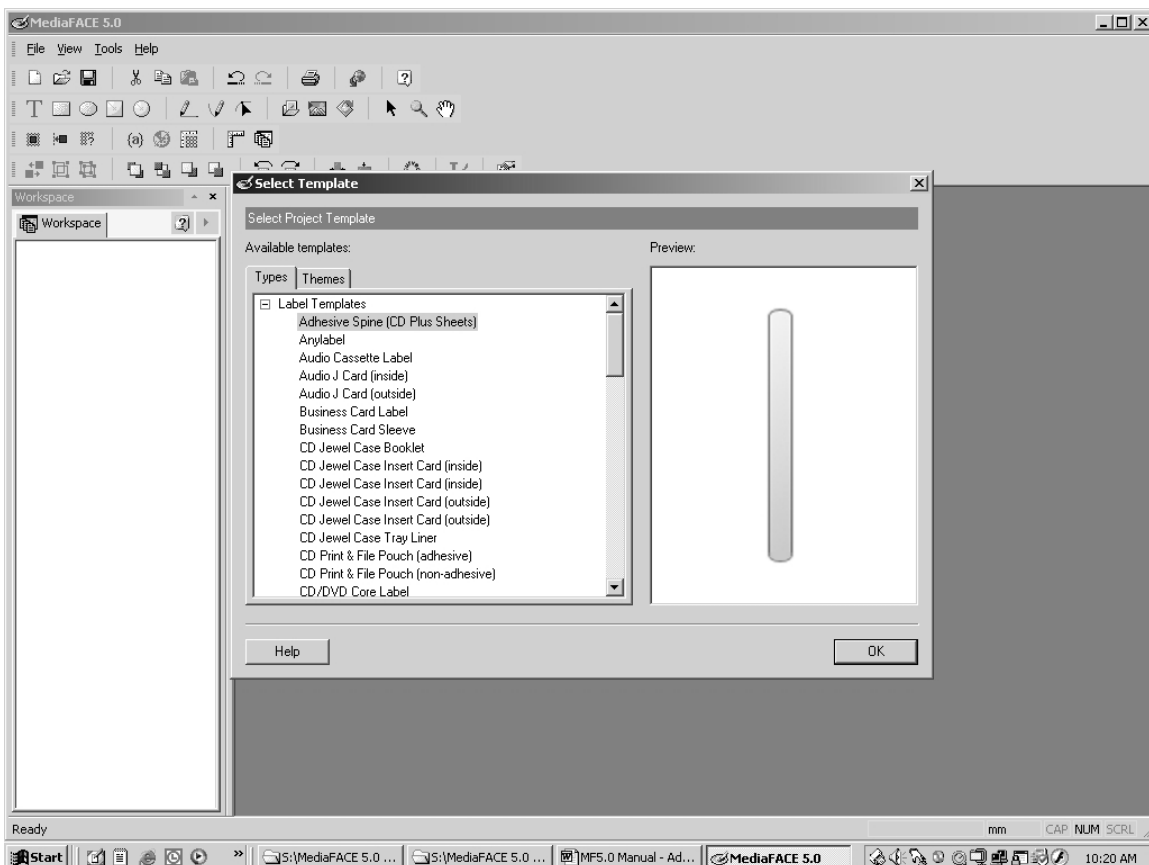 MediaFACE 5.0
File View Tools Help
Workspace
Workspace
Select Template
Select Project Template
Available templates:
Preview:
Types Themes
Label Templates
Adhesive Spine (CD Plus Sheets)
Anylabel
Audio Cassette Label
Audio J Card (inside)
Audio J Card (outside)
Business Card Label
Business Card Sleeve
CD Jewel Case Booklet
CD Jewel Case Insert Card (inside)
CD Jewel Case Insert Card (inside)
CD Jewel Case Insert Card (outside)
CD Jewel Case Insert Card (outside)
CD Jewel Case Tray Liner
CD Print & File Pouch (adhesive)
CD Print & File Pouch (non-adhesive)
CD/DVD Core Label
Help
OK
Ready
mm CAP NUM SCRL
Start » S:\MediaFACE 5.0 ... S:\MediaFACE 5.0 ... MF5.0 Manual - Ad... MediaFACE 5.0 10:20 AM